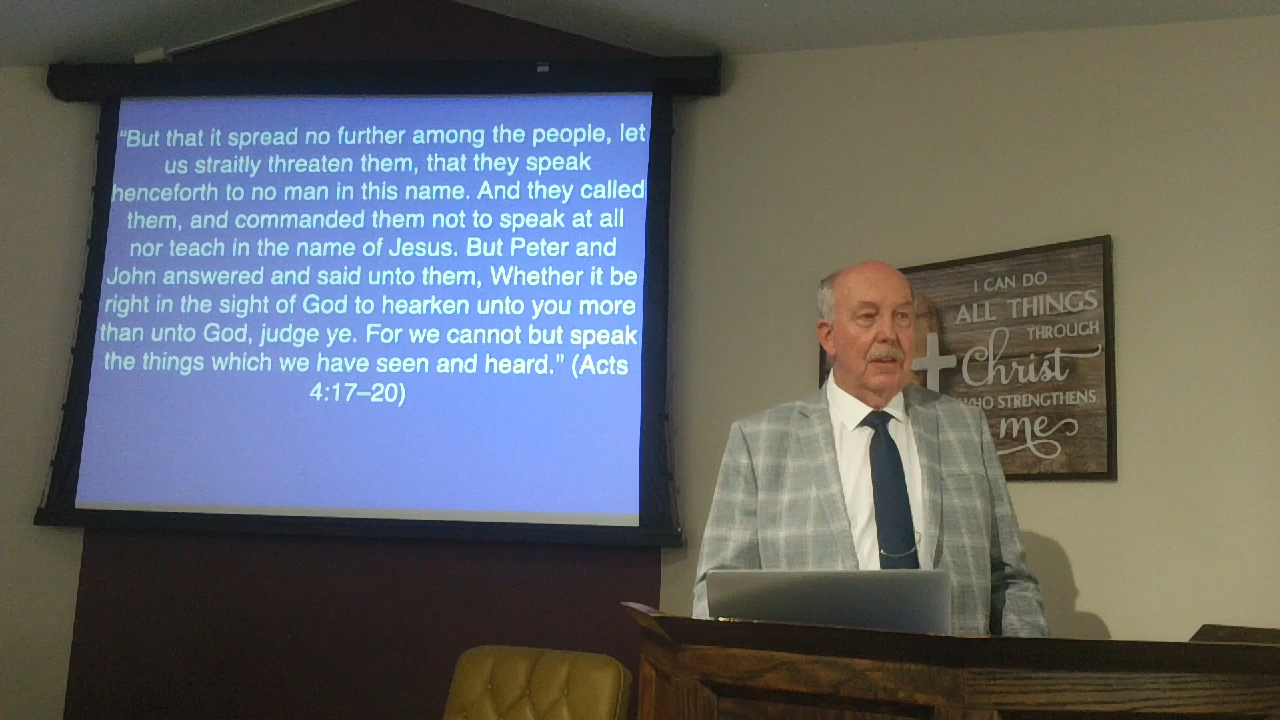 “But that it spread no further among the people, let
us straitly threaten them, that they speak
henceforth to no man in this name. And they called
them, and commanded them not to speak at all
nor teach in the name of Jesus. But Peter and
John answered and said unto them, Whether it be
right in the sight of God to hearken unto you more
than unto God, judge ye. For we cannot but speak
the things which we have seen and heard.” (Acts
4:17–20)
I CAN DO
ALL THINGS
THROUGH
Christ
WHO STRENGTHENS
me